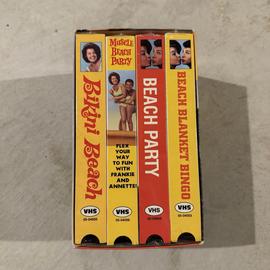 Bikini Beach
VHS
MUSCLE
BEACH
PARTY
FLEX
YOUR
WAY TO
FUN WITH
FRANKIE
AND
ANNETTE!
VHS
BEACH PARTY
VHS
BEACH BLANKET BINGO
VHS